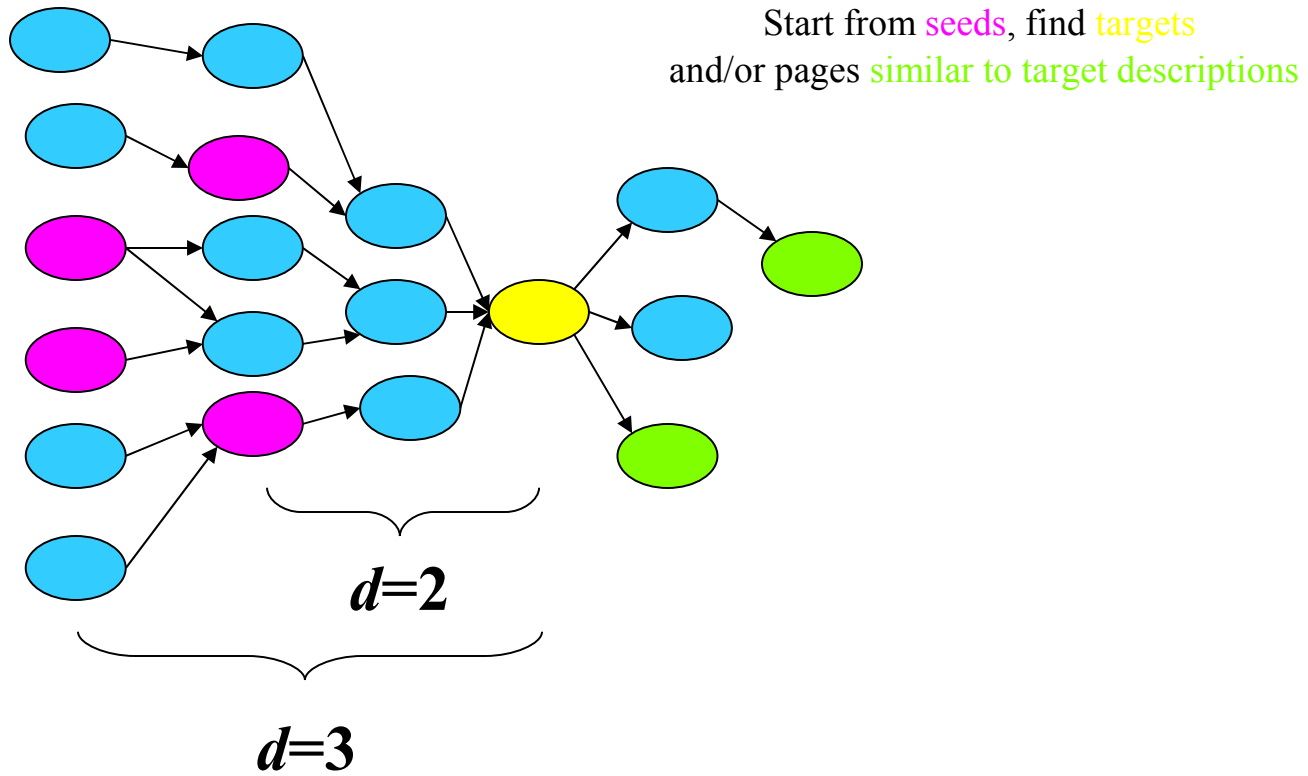 Start from seeds, find targets
and/or pages similar to target descriptions
d=2
d=3